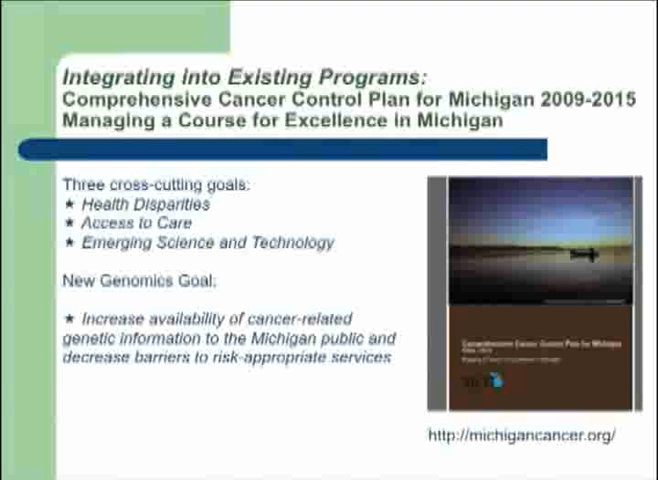 Integrating into Existing Programs:
Comprehensive Cancer Control Plan for Michigan 2009-2015
Managing a Course for Excellence in Michigan
Three cross-cutting goals:
★ Health Disparities
★ Access to Care
★ Emerging Science and Technology
New Genomics Goal:
★ Increase availability of cancer-related
genetic information to the Michigan public and
decrease barriers to risk-appropriate services
Comprehensive Cancer Control Plan for Michigan
http://michigancancer.org/